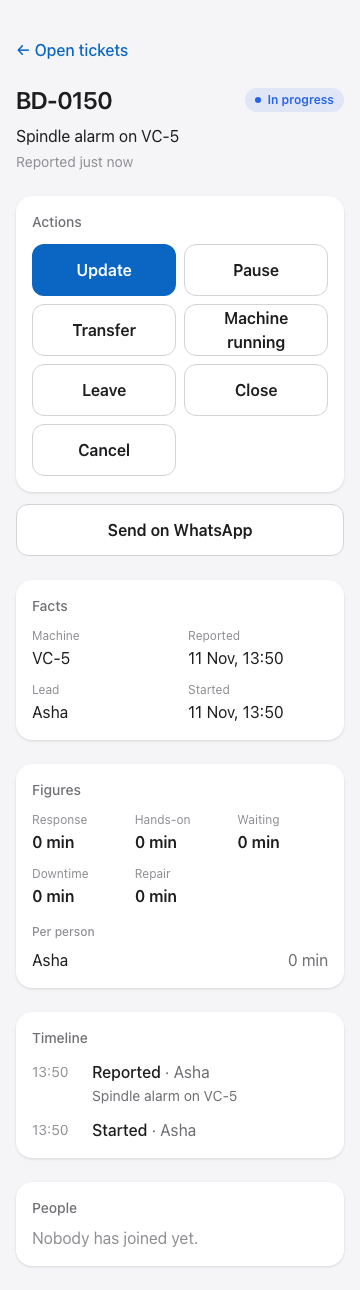 ← Open tickets
BD-0150
In progress
Spindle alarm on VC-5
Reported just now
Actions
Update
Pause
Transfer
Machine
running
Leave
Close
Cancel
Send on WhatsApp
Facts
Machine
Reported
VC-5
11 Nov, 13:50
Lead
Started
Asha
11 Nov, 13:50
Figures
Response
Hands-on
Waiting
0 min
0 min
0 min
Downtime
Repair
0 min
0 min
Per person
Asha
0 min
Timeline
13:50
Reported · Asha
Spindle alarm on VC-5
13:50
Started · Asha
People
Nobody has joined yet.